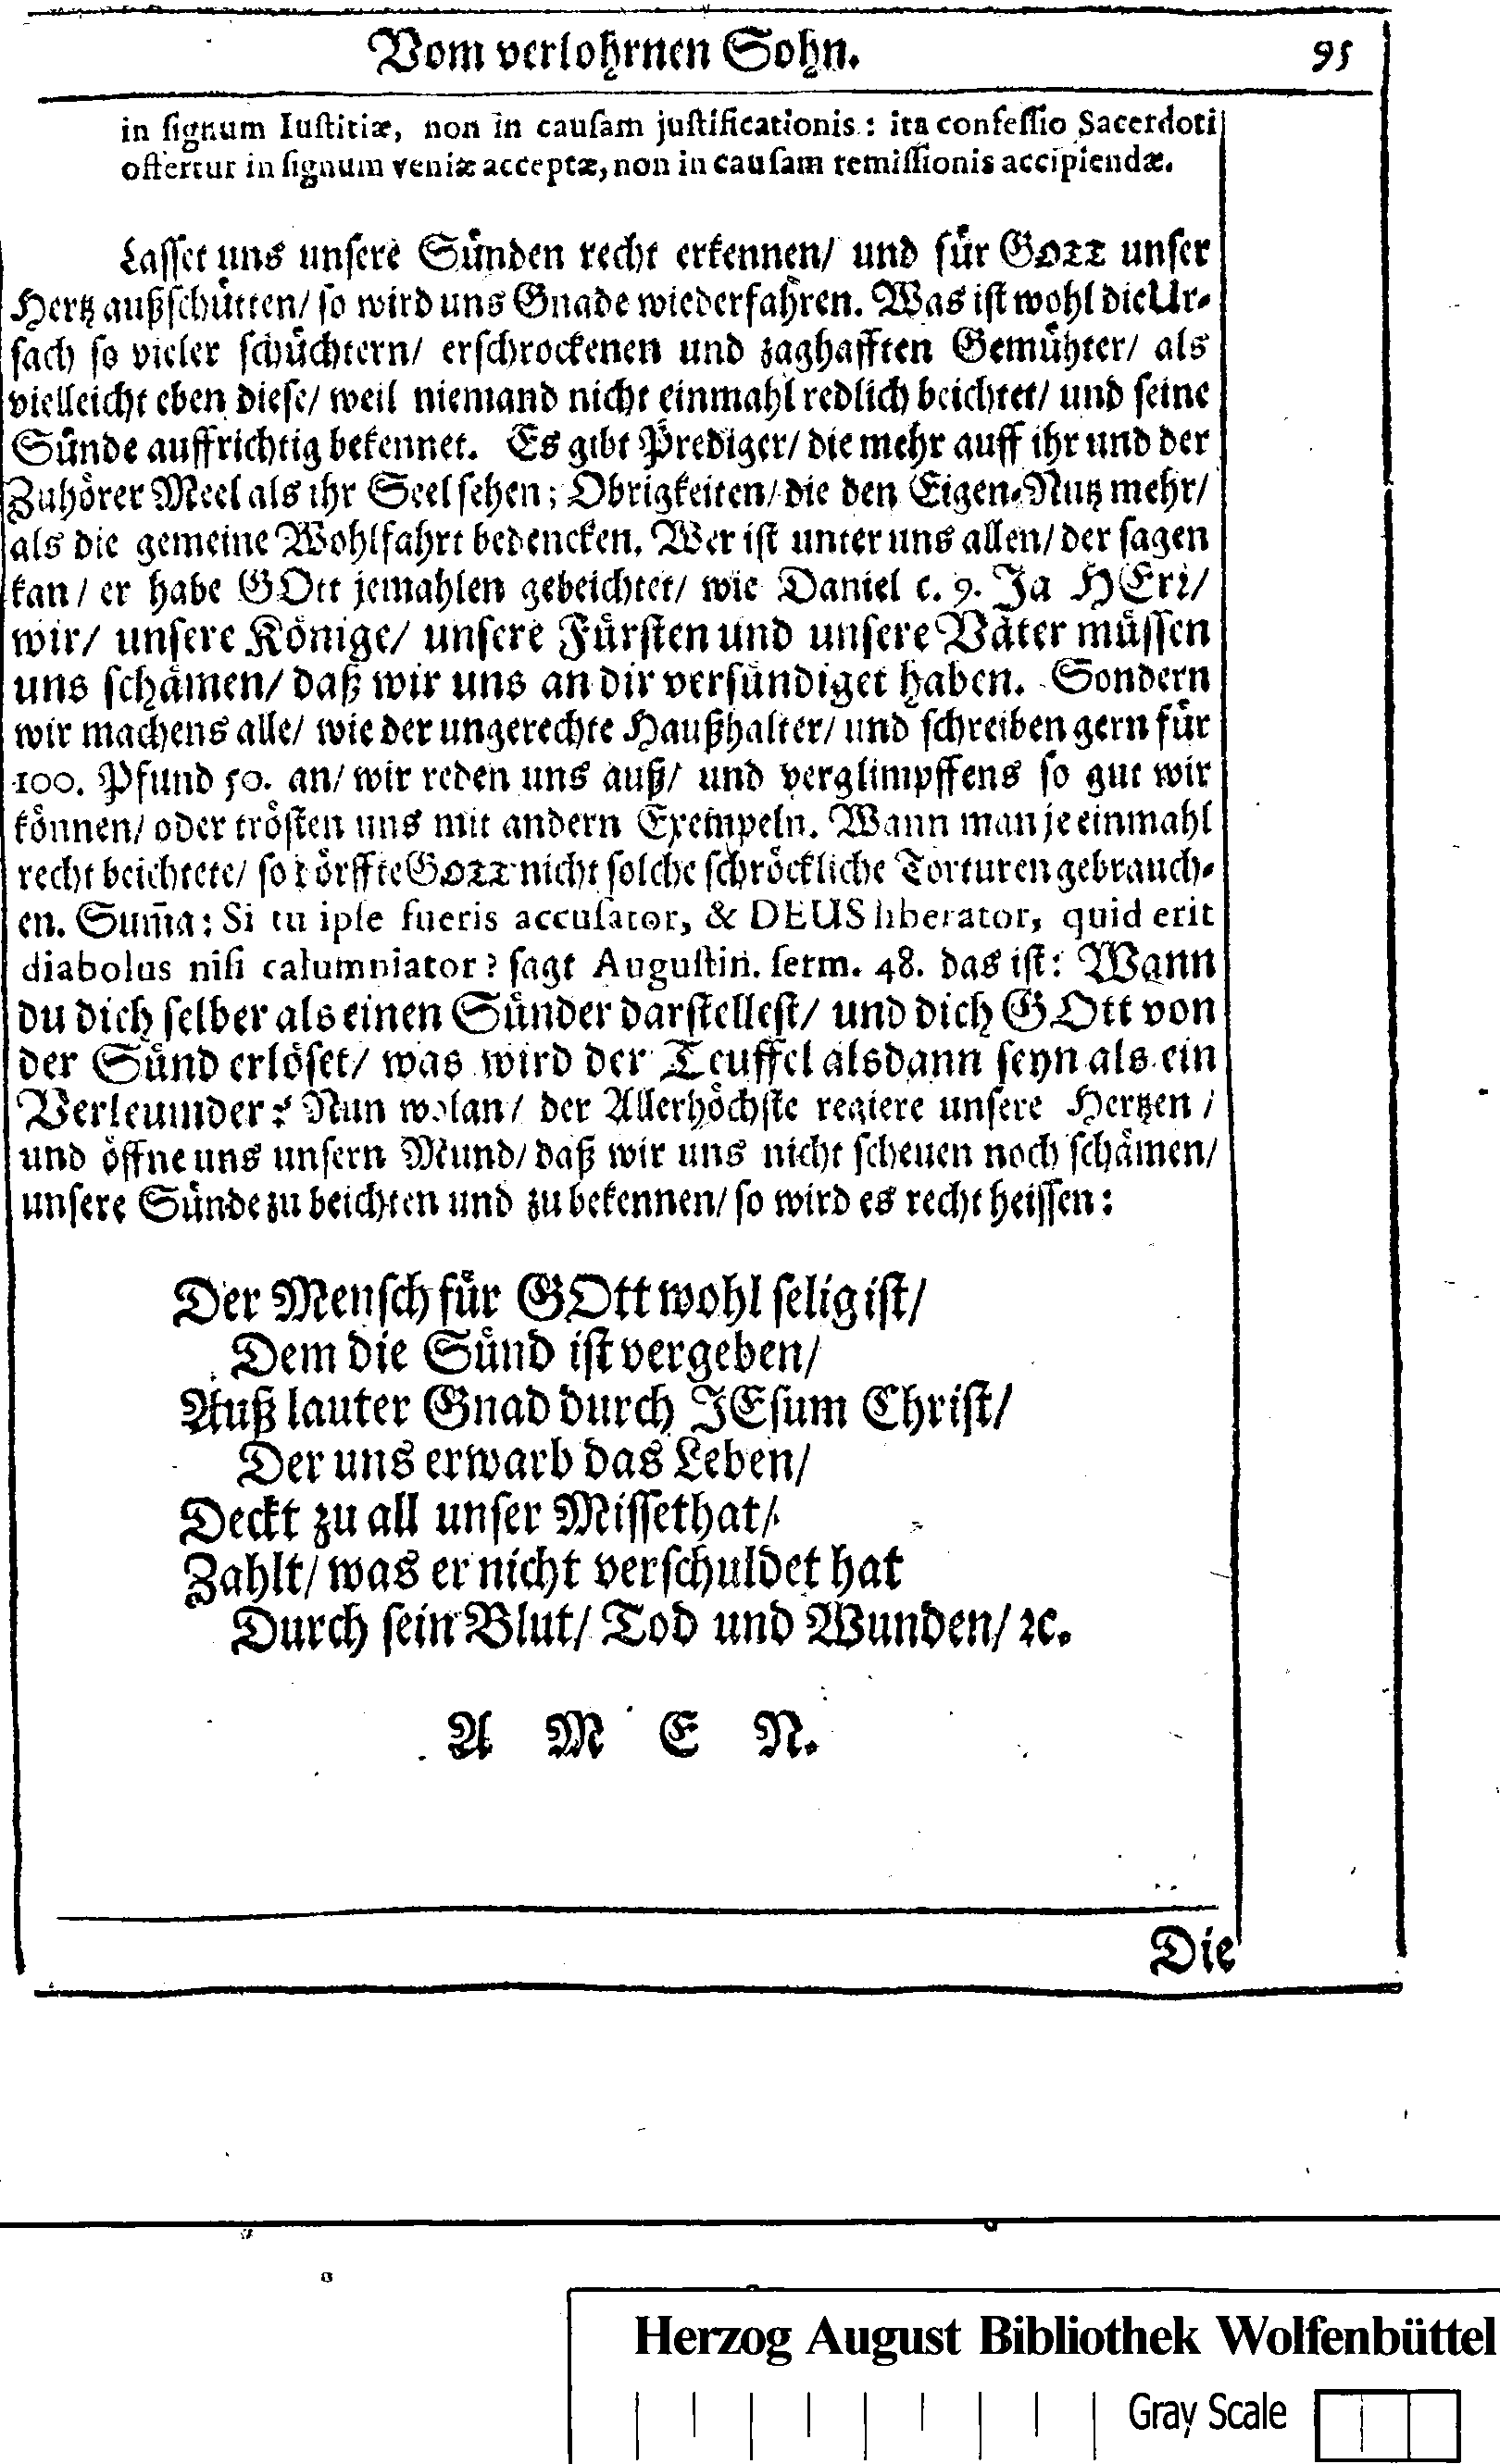 Vom verlohrnen Sohn. 95
in signum Iustitiæ, non in causam justificationis: ita confessio Sacerdoti
offertur in signum veniæ acceptæ, non in causam remissionis accipiendæ.
Lasset uns unsere Sünden recht erkennen/ und für GOTT unser
Hertz außschütten/ so wird uns Gnade wiederfahren. Was ist wohl die Ur-
sach so vieler schüchtern/ erschrockenen und zaghafften Gemühter/ als
vielleicht eben diese/ weil niemand nicht einmahl redlich beichtet/ und seine
Sünde auffrichtig bekennet. Es gibt Prediger/ die mehr auff ihr und der
Zuhörer Meel als ihr Seel sehen; Obrigkeiten/ die den Eigen-Nutz mehr/
als die gemeine Wohlfahrt bedencken. Wer ist unter uns allen/ der sagen
kan/ er habe GOtt jemahlen gebeichtet/ wie Daniel c. 9. Ja HErr/
wir/ unsere Könige/ unsere Fürsten und unsere Väter müssen
uns schämen/ daß wir uns an dir versündiget haben. Sondern
wir machens alle/ wie der ungerechte Haußhalter/ und schreiben gern für
100. Pfund 50. an/ wir reden uns auß/ und verglimpffens so gut wir
können/ oder trösten uns mit andern Exempeln. Wann man je einmahl
recht beichtete/ so dörffte GOTT nicht solche schröckliche Torturen gebrauch-
en. Sum̃a: Si tu ipse fueris accusator, & DEUS liberator, quid erit
diabolus nisi calumniator? sagt Augustin. serm. 48. das ist: Wann
du dich selber als einen Sünder darstellest/ und dich GOtt von
der Sünd erlöset/ was wird der Teuffel alsdann seyn als ein
Verleumder? Nun wolan/ der Allerhöchste regiere unsere Hertzen/
und öffne uns unsern Mund/ daß wir uns nicht scheuen noch schämen/
unsere Sünde zu beichten und zu bekennen/ so wird es recht heissen:
Der Mensch für GOtt wohl selig ist/
Dem die Sünd ist vergeben/
Auß lauter Gnad durch JEsum Christ/
Der uns erwarb das Leben/
Deckt zu all unser Missethat/
Zahlt/ was er nicht verschuldet hat
Durch sein Blut/ Tod und Wunden/ ꝛc.
A M E N.
Die
Herzog August Bibliothek Wolfenbüttel
Gray Scale